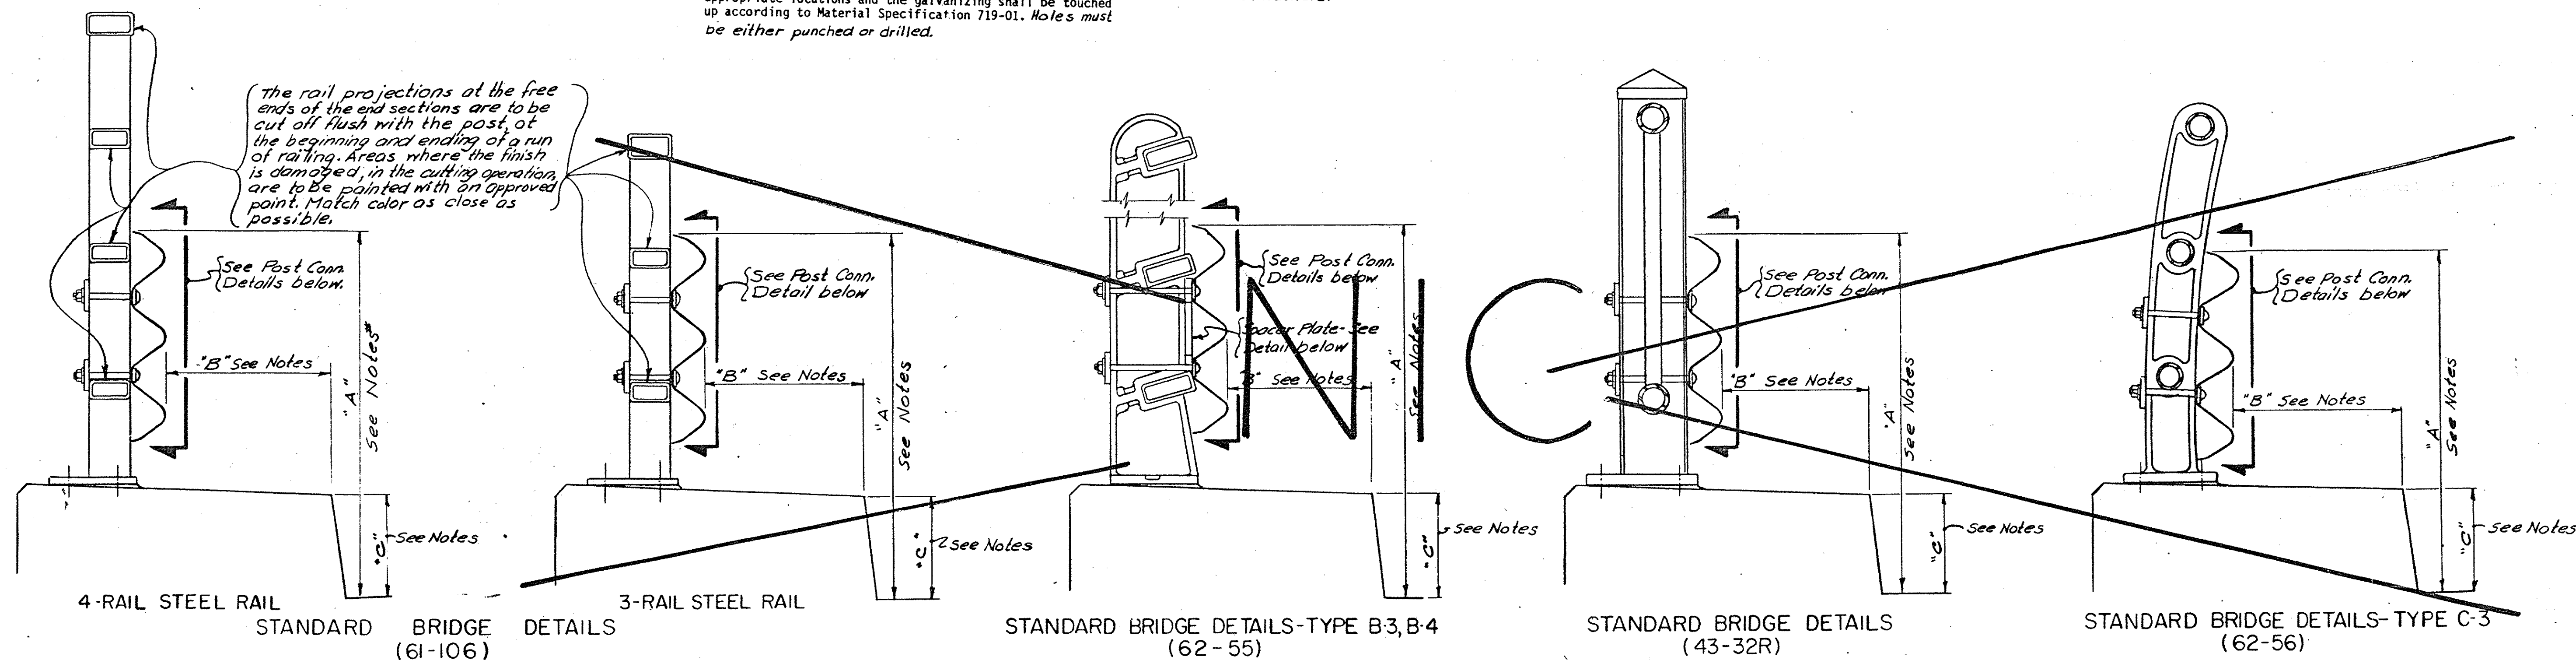 up according to Material Specification 719-01. Holes must
be either punched or drilled.
The rail projections at the free
ends of the end sections are to be
cut off flush with the post, at
the beginning and ending of a run
of railing. Areas where the finish
is damaged, in the cutting operation,
are to be painted with an approved
paint. Match color as close as
possible.
See Post Conn.
Details below.
"B" See Notes
"A"
See Notes
"C"
See Notes
4-RAIL STEEL RAIL
See Post Conn.
Detail below
"B" See Notes
"A"
See Notes
"C"
See Notes
3-RAIL STEEL RAIL
STANDARD BRIDGE DETAILS
(61-106)
See Post Conn.
Details below
Spacer Plate-See
Detail below
"B" See Notes
"A"
See Notes
"C"
See Notes
STANDARD BRIDGE DETAILS-TYPE B-3, B-4
(62-55)
See Post Conn.
Details below
"B" See Notes
"A"
See Notes
"C"
See Notes
STANDARD BRIDGE DETAILS
(43-32R)
See Post Conn.
Details below
"B" See Notes
"A"
See Notes
"C"
See Notes
STANDARD BRIDGE DETAILS-TYPE C-3
(62-56)